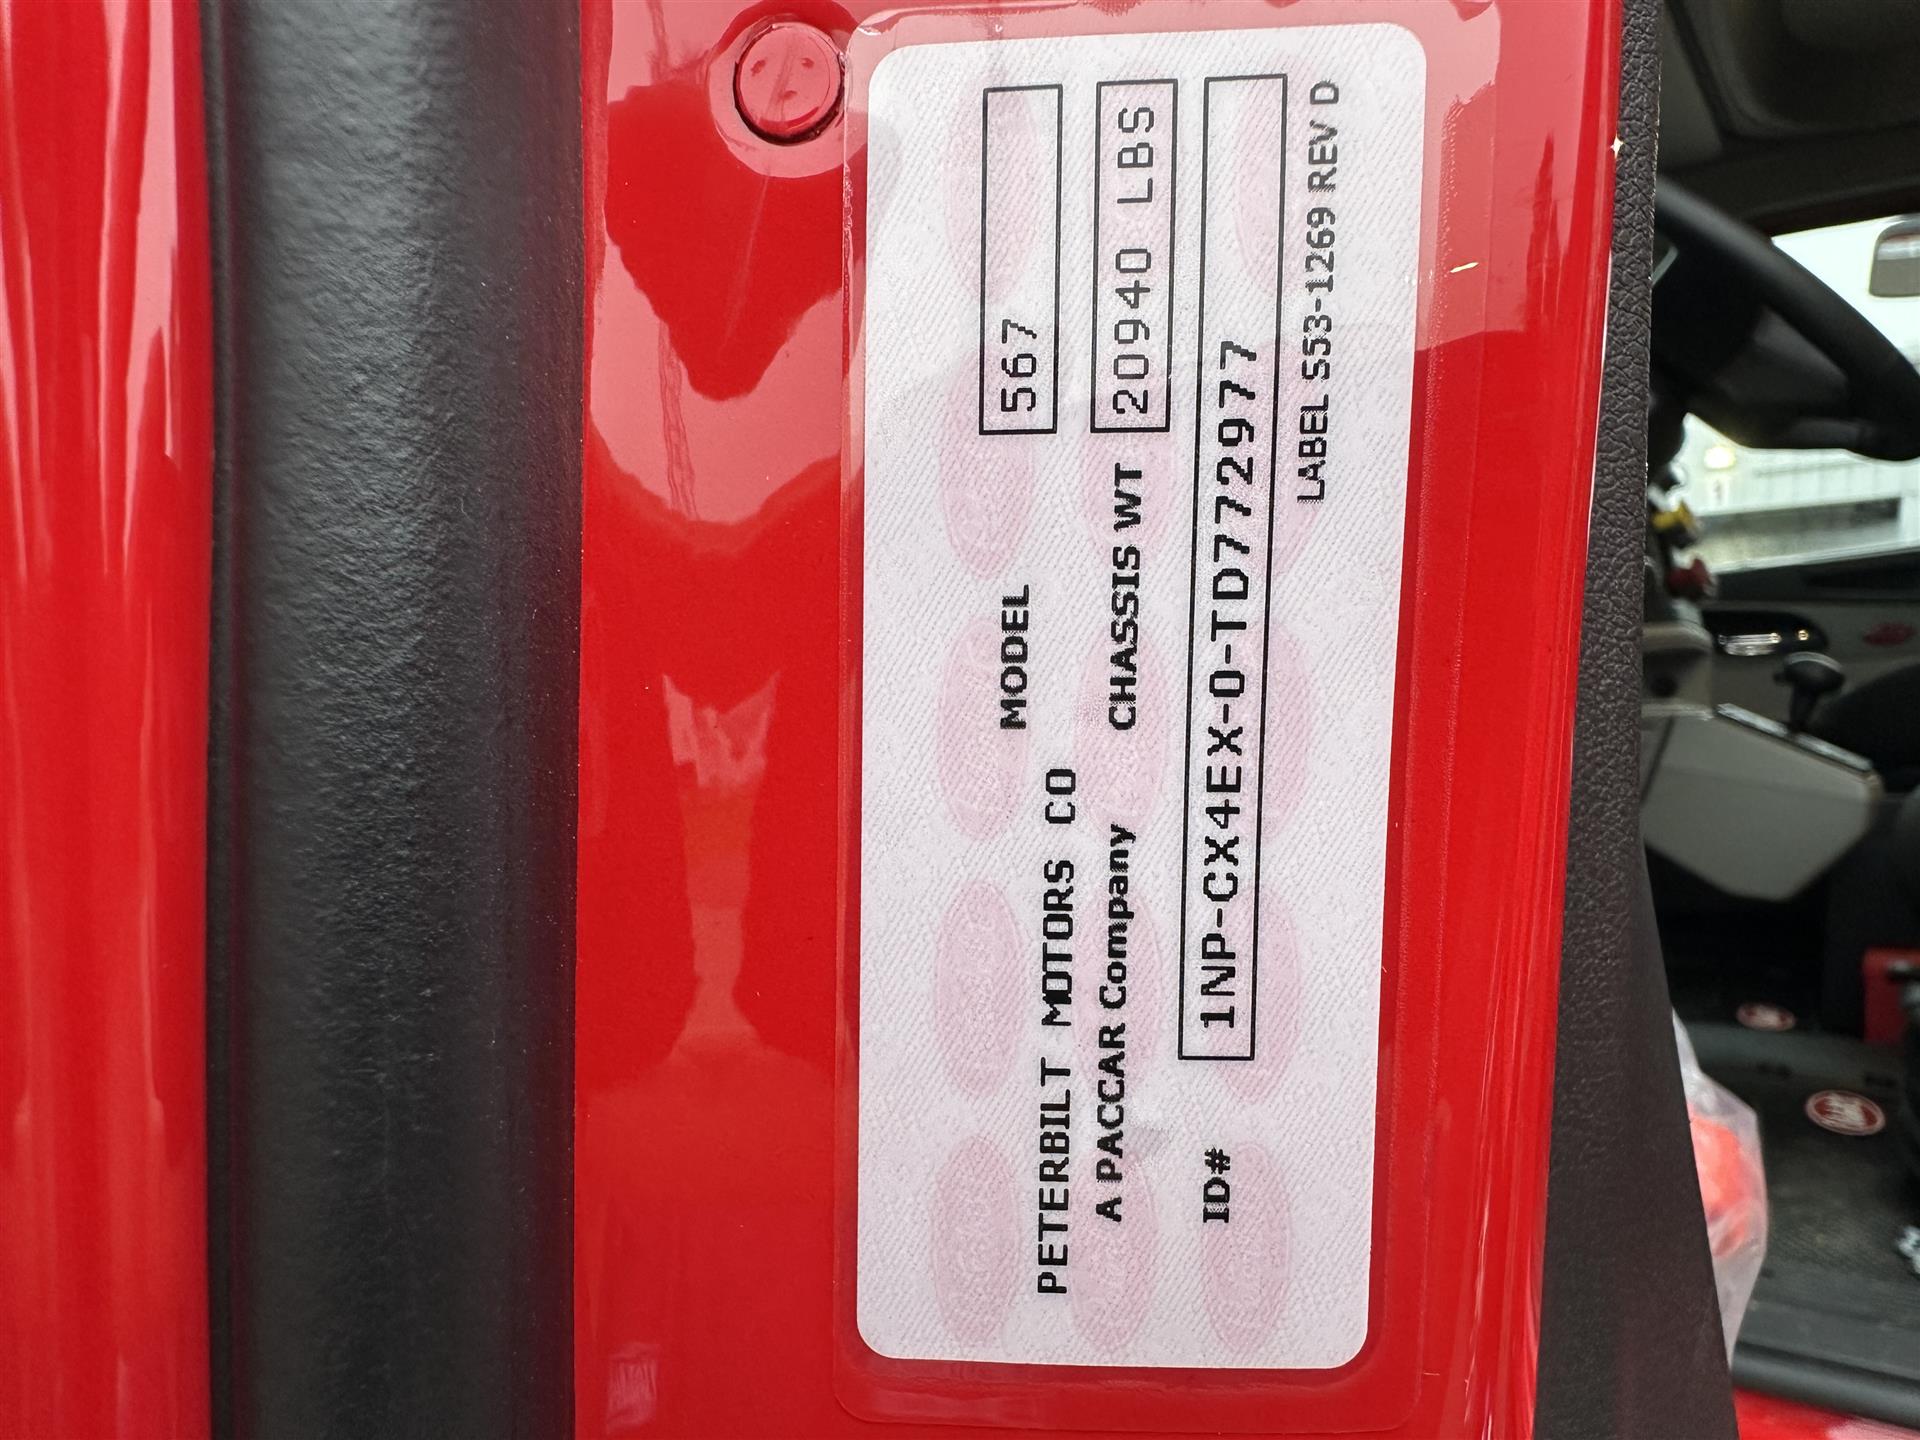 PETERBILT MOTORS CO
A PACCAR Company
MODEL 567
CHASSIS WT 20940 LBS
ID# 1NP-CX4EX-0-TD772977
LABEL S53-1269 REV D